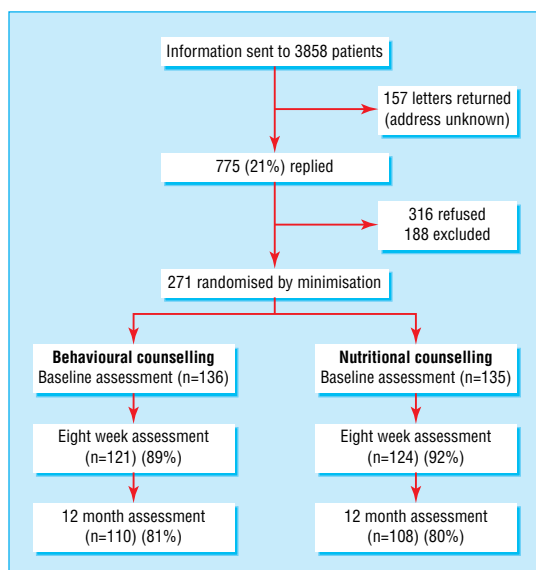 Information sent to 3858 patients
157 letters returned
(address unknown)
775 (21%) replied
316 refused
188 excluded
271 randomised by minimisation
Behavioural counselling
Baseline assessment (n=136)
Nutritional counselling
Baseline assessment (n=135)
Eight week assessment
(n=121) (89%)
Eight week assessment
(n=124) (92%)
12 month assessment
(n=110) (81%)
12 month assessment
(n=108) (80%)